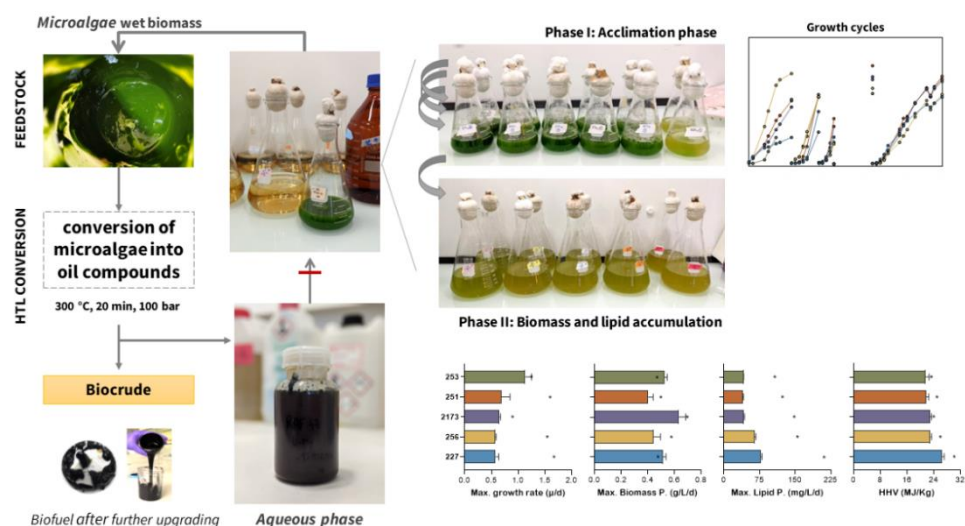 Microalgae wet biomass
FEEDSTOCK
HTL CONVERSION
conversion of
microalgae into
oil compounds
300 °C, 20 min, 100 bar
Biocrude
Biofuel after further upgrading
Aqueous phase
Phase I: Acclimation phase
Growth cycles
Phase II: Biomass and lipid accumulation
253
251
2173
256
227
0.0 0.5 1.0 1.5 2.0
Max. growth rate (μ/d)
0.0 0.2 0.4 0.6 0.8
Max. Biomass P. (g/L/d)
0 75 150 225
Max. Lipid P. (mg/L/d)
0 8 16 24 32
HHV (MJ/Kg)